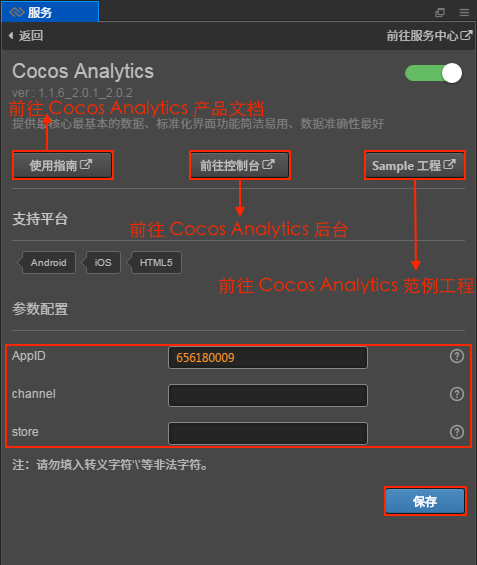 服务
返回
前往服务中心
Cocos Analytics
ver : 1.1.6_2.0.1_2.0.2
前往 Cocos Analytics 产品文档
提供最核心最基本的数据、标准化界面功能简洁易用、数据准确性最好
使用指南
前往控制台
Sample 工程
支持平台
前往 Cocos Analytics 后台
Android
iOS
HTML5
前往 Cocos Analytics 范例工程
参数配置
AppID
656180009
?
channel
?
store
?
注：请勿填入转义字符'\'等非法字符。
保存